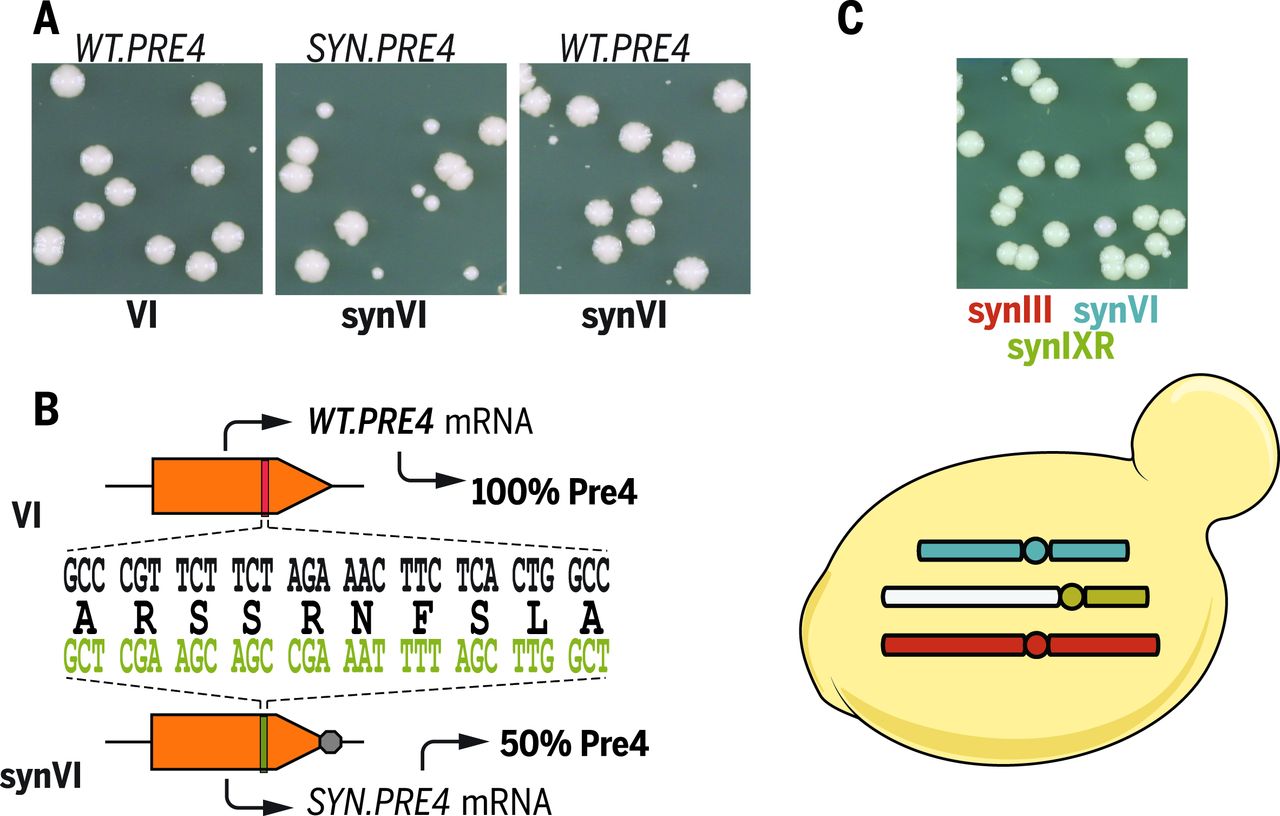 A
WT.PRE4 SYN.PRE4 WT.PRE4
VI synVI synVI
B
WT.PRE4 mRNA
100% Pre4
VI
GCC CGT TCT TCT AGA AAC TTC TCA CTG GCC
A R S S R N F S L A
GCT CGA AGC AGC CGA AAT TTT AGC TTG GCT
50% Pre4
synVI
SYN.PRE4 mRNA
C
synIII synVI
synIXR